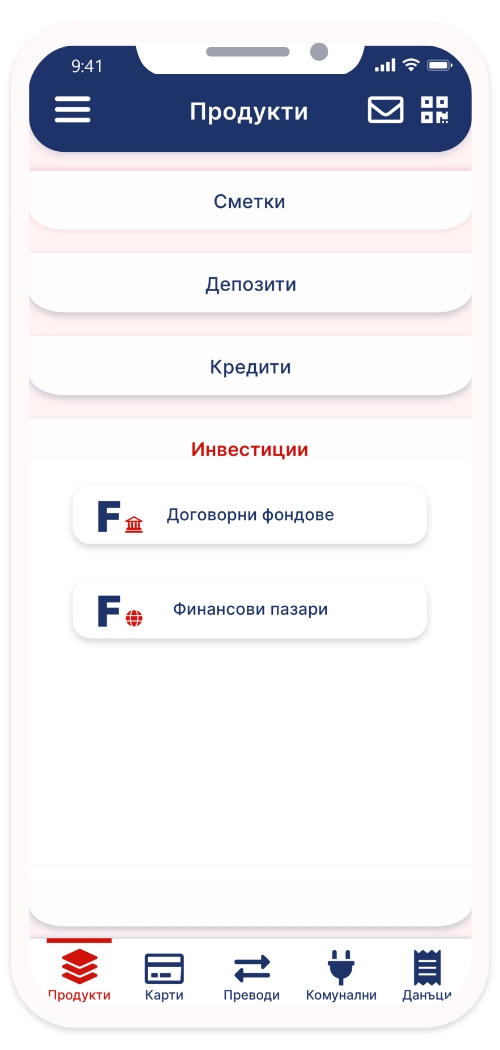 9:41
Продукти
Сметки
Депозити
Кредити
Инвестиции
F Договорни фондове
F Финансови пазари
Продукти Карти Преводи Комунални Данъци